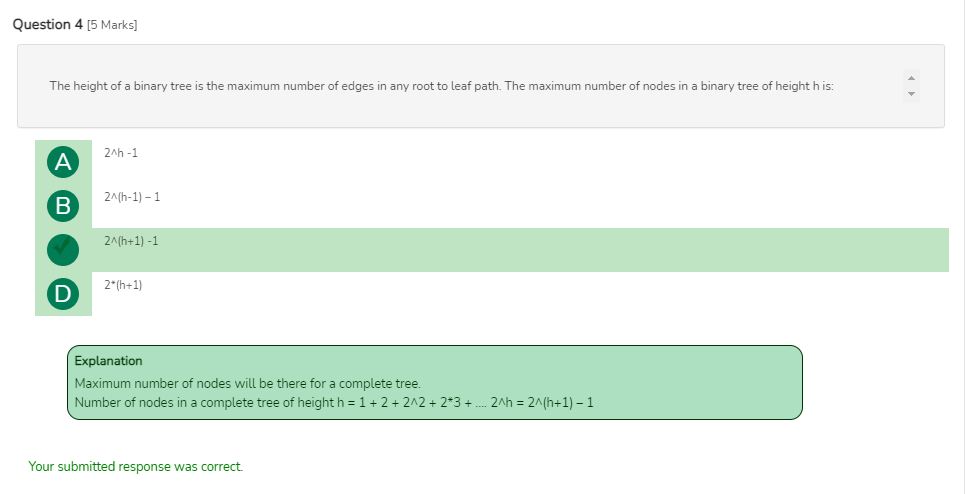 Question 4 [5 Marks]
The height of a binary tree is the maximum number of edges in any root to leaf path. The maximum number of nodes in a binary tree of height h is:
A 2^h -1
B 2^(h-1) – 1
2^(h+1) -1
D 2*(h+1)
Explanation
Maximum number of nodes will be there for a complete tree.
Number of nodes in a complete tree of height h = 1 + 2 + 2^2 + 2*3 + .... 2^h = 2^(h+1) – 1
Your submitted response was correct.